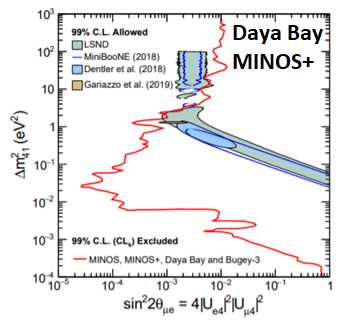 Daya Bay
MINOS+
99% C.L. Allowed
LSND
MiniBooNE (2018)
Dentler et al. (2018)
Gariazzo et al. (2019)
99% C.L. (CLs) Excluded
MINOS, MINOS+, Daya Bay and Bugey-3
Δm²₄₁ (eV²)
10³
10²
10
1
10⁻¹
10⁻²
10⁻³
10⁻⁴
10⁻⁵ 10⁻⁴ 10⁻³ 10⁻² 10⁻¹ 1
sin²2θμe = 4|Ue4|²|Uμ4|²